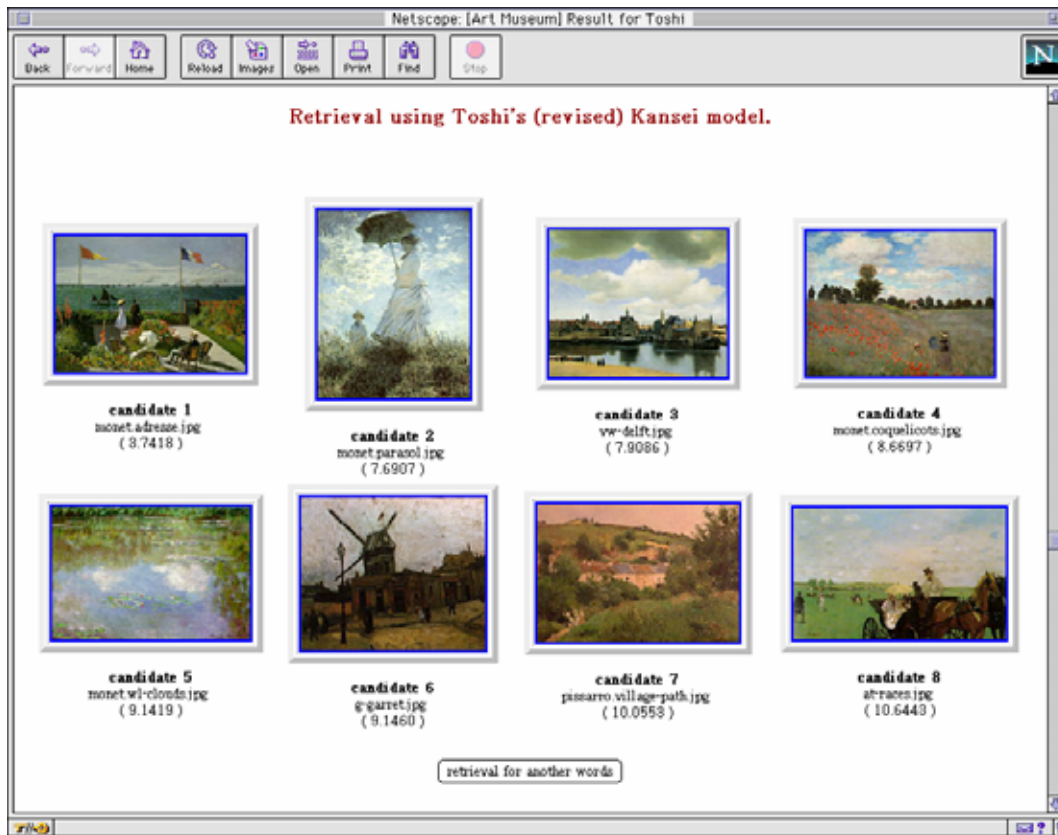 Netscape: [Art Museum] Result for Toshi
Back Forward Home Reload Images Open Print Find Stop
N
Retrieval using Toshi's (revised) Kansei model.
candidate 1
monet.adresse.jpg
( 3.7418 )
candidate 2
monet.parasol.jpg
( 7.6907 )
candidate 3
vw-delft.jpg
( 7.9086 )
candidate 4
monet.coquelicots.jpg
( 8.6697 )
candidate 5
monet.wl-clouds.jpg
( 9.1419 )
candidate 6
g-garret.jpg
( 9.1460 )
candidate 7
pissarro.village-path.jpg
( 10.0553 )
candidate 8
at-races.jpg
( 10.6443 )
retrieval for another words
?